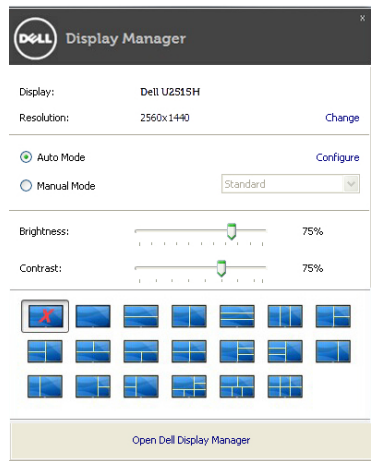 x
DELL Display Manager
Display: Dell U2515H
Resolution: 2560x1440 Change
Auto Mode Configure
Manual Mode Standard
Brightness: 75%
Contrast: 75%
Open Dell Display Manager